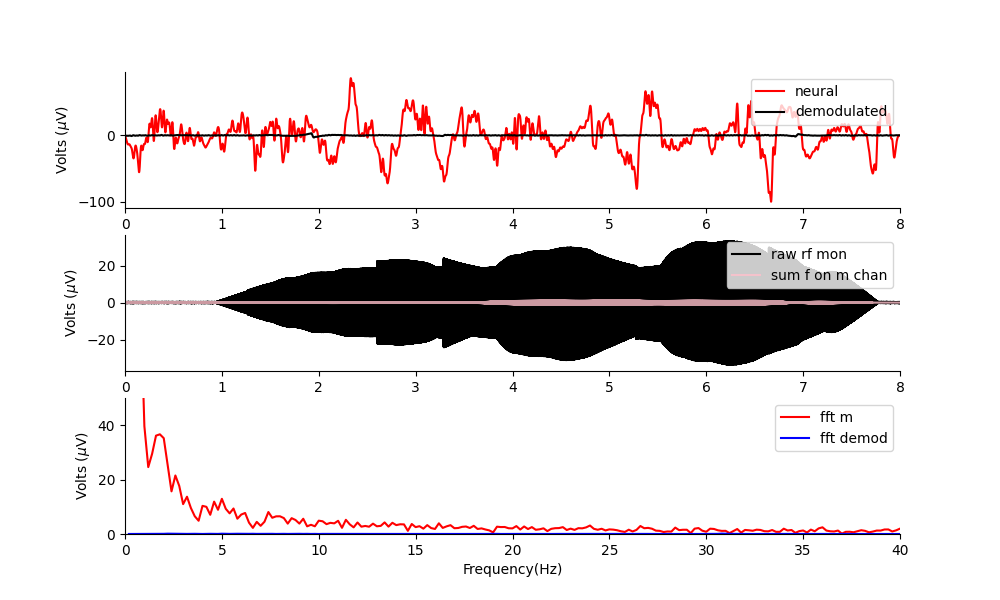 Volts (μV)
0
−100
neural
demodulated
0 1 2 3 4 5 6 7 8
Volts (μV)
20
0
−20
raw rf mon
sum f on m chan
0 1 2 3 4 5 6 7 8
Volts (μV)
40
20
0
fft m
fft demod
0 5 10 15 20 25 30 35 40
Frequency(Hz)